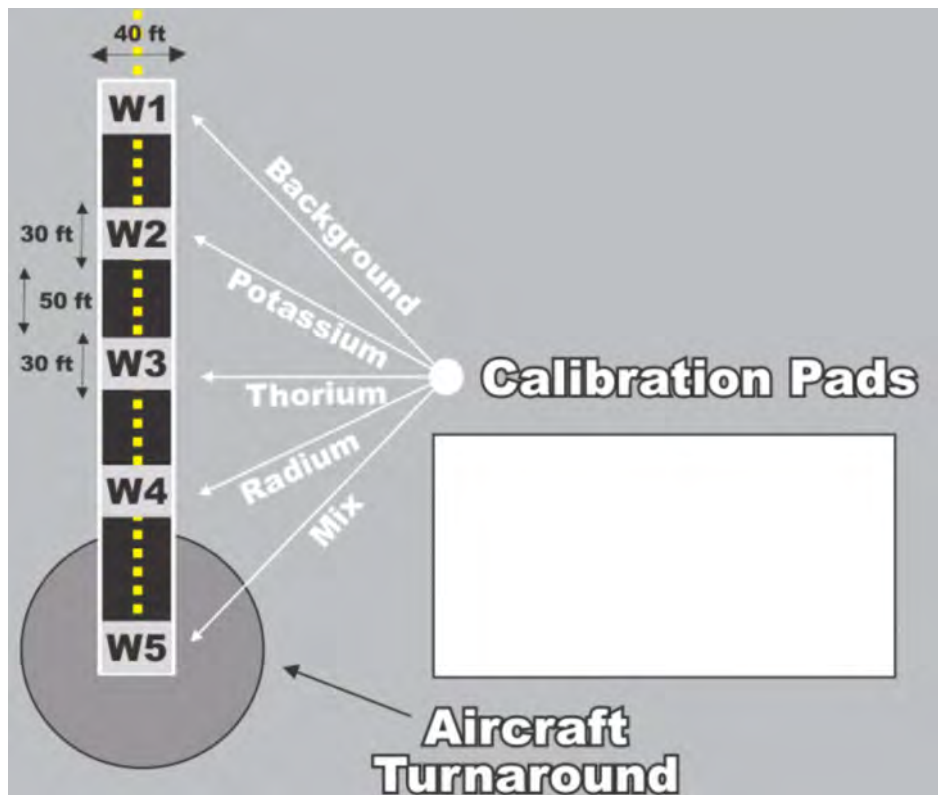 40 ft
W1
Background
30 ft
W2
Potassium
50 ft
30 ft
W3
Thorium
Calibration Pads
Radium
W4
Mix
W5
Aircraft
Turnaround